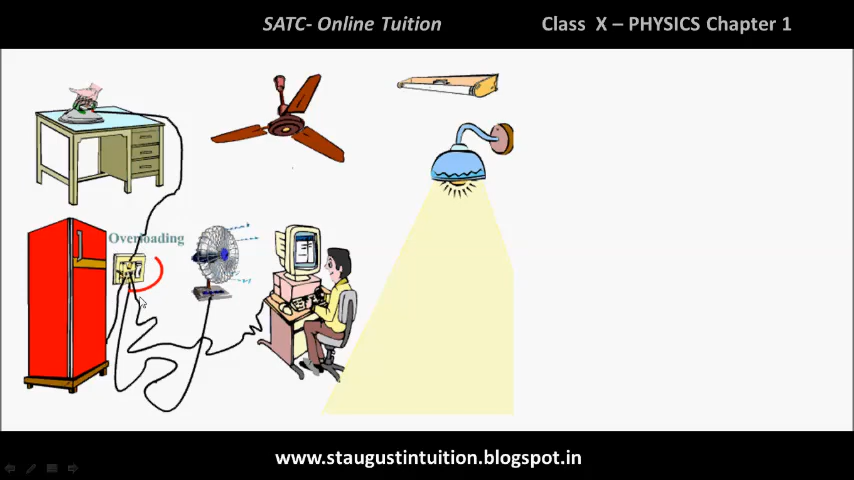 SATC- Online Tuition
Class X – PHYSICS Chapter 1
Overloading
www.staugustintuition.blogspot.in